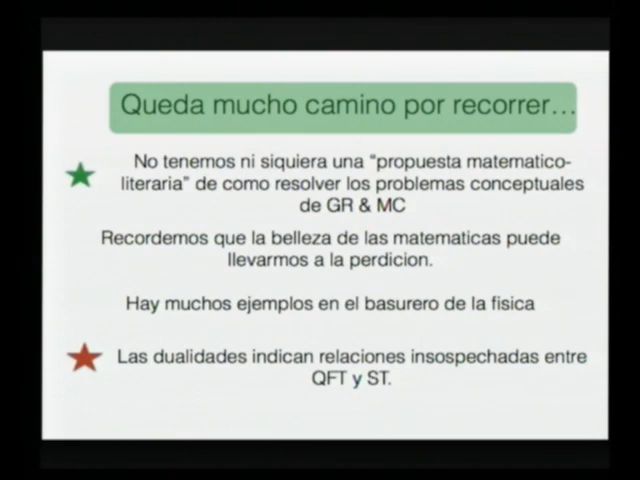 Queda mucho camino por recorrer...
No tenemos ni siquiera una “propuesta matematico-
literaria” de como resolver los problemas conceptuales
de GR & MC
Recordemos que la belleza de las matematicas puede
llevarmos a la perdicion.
Hay muchos ejemplos en el basurero de la fisica
Las dualidades indican relaciones insospechadas entre
QFT y ST.